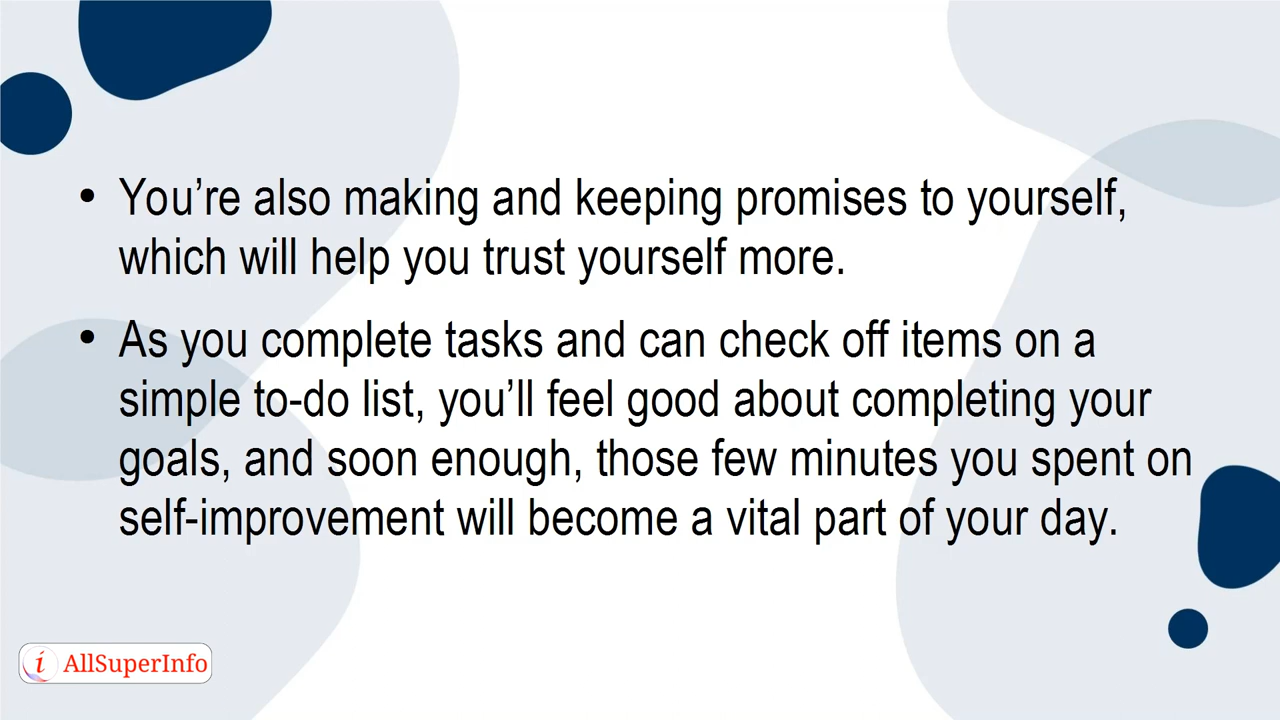 • You’re also making and keeping promises to yourself,
which will help you trust yourself more.
• As you complete tasks and can check off items on a
simple to-do list, you’ll feel good about completing your
goals, and soon enough, those few minutes you spent on
self-improvement will become a vital part of your day.
i AllSuperInfo